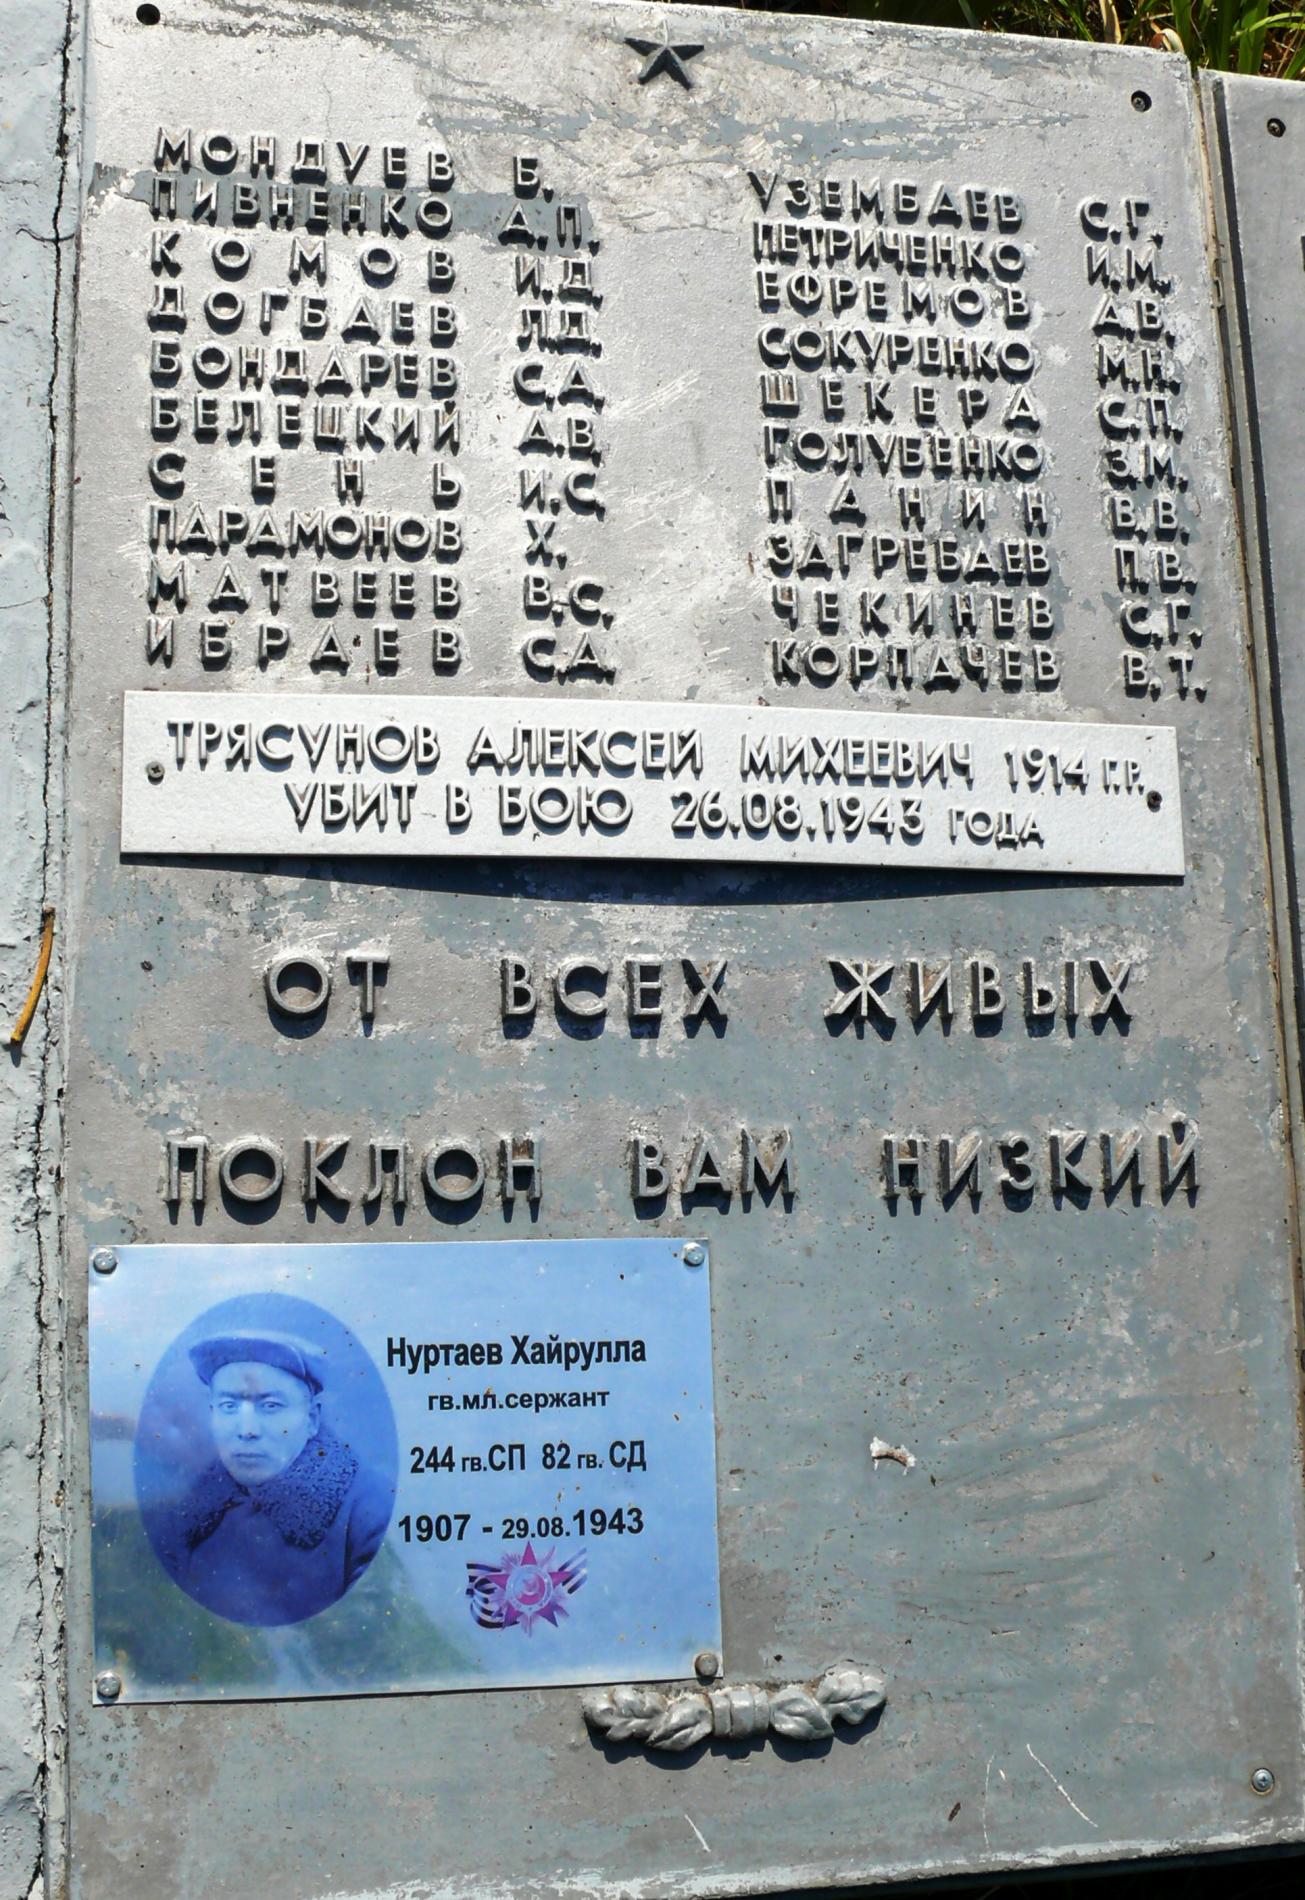 МОНДУЕВ Б.
ПИВНЕНКО А.П.
КОМОВ И.Д.
ДОГБАЕВ Л.Д.
БОНДАРЕВ С.А.
БЕЛЕЦКИЙ А.В.
СЕНЬ И.С.
ПАРАМОНОВ Х.
МАТВЕЕВ В.С.
ИБРАЕВ С.А.
УЗЕМБАЕВ С.Г.
ПЕТРИЧЕНКО И.М.
ЕФРЕМОВ А.В.
СОКУРЕНКО М.Н.
ШЕКЕРА С.П.
ГОЛУБЕНКО З.М.
ПАНИН В.В.
ЗАГРЕБАЕВ П.В.
ЧЕКИНЕВ С.Г.
КОРПАЧЕВ В.Т.
ТРЯСУНОВ АЛЕКСЕЙ МИХЕЕВИЧ 1914 Г.Р.
УБИТ В БОЮ 26.08.1943 ГОДА
ОТ ВСЕХ ЖИВЫХ
ПОКЛОН ВАМ НИЗКИЙ
Нуртаев Хайрулла
гв.мл.сержант
244 гв.СП 82 гв. СД
1907 - 29.08.1943